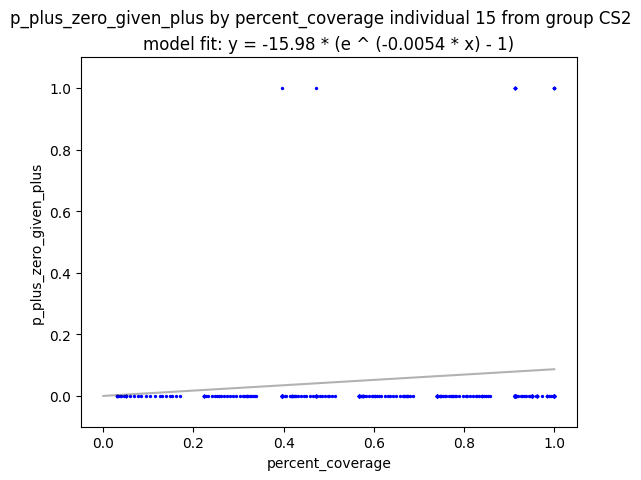 p_plus_zero_given_plus by percent_coverage individual 15 from group CS2
model fit: y = -15.98 * (e ^ (-0.0054 * x) - 1)
1.0
0.8
0.6
0.4
0.2
0.0
p_plus_zero_given_plus
0.0 0.2 0.4 0.6 0.8 1.0
percent_coverage